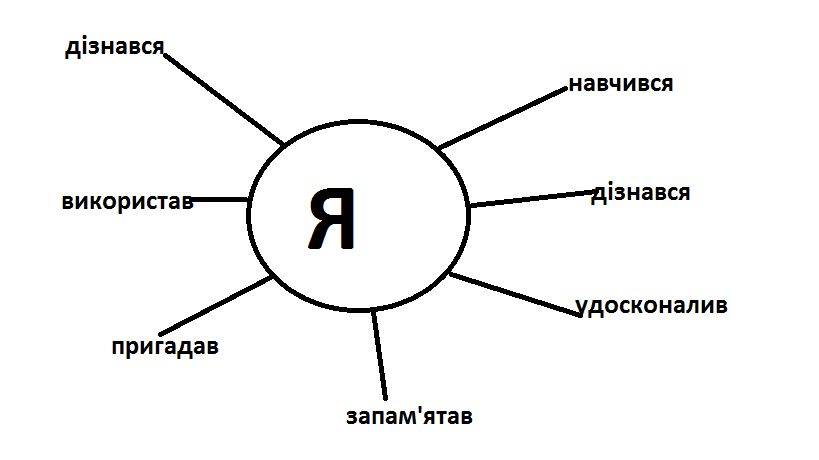 дізнався
навчився
використав
Я
дізнався
пригадав
удосконалив
запам'ятав